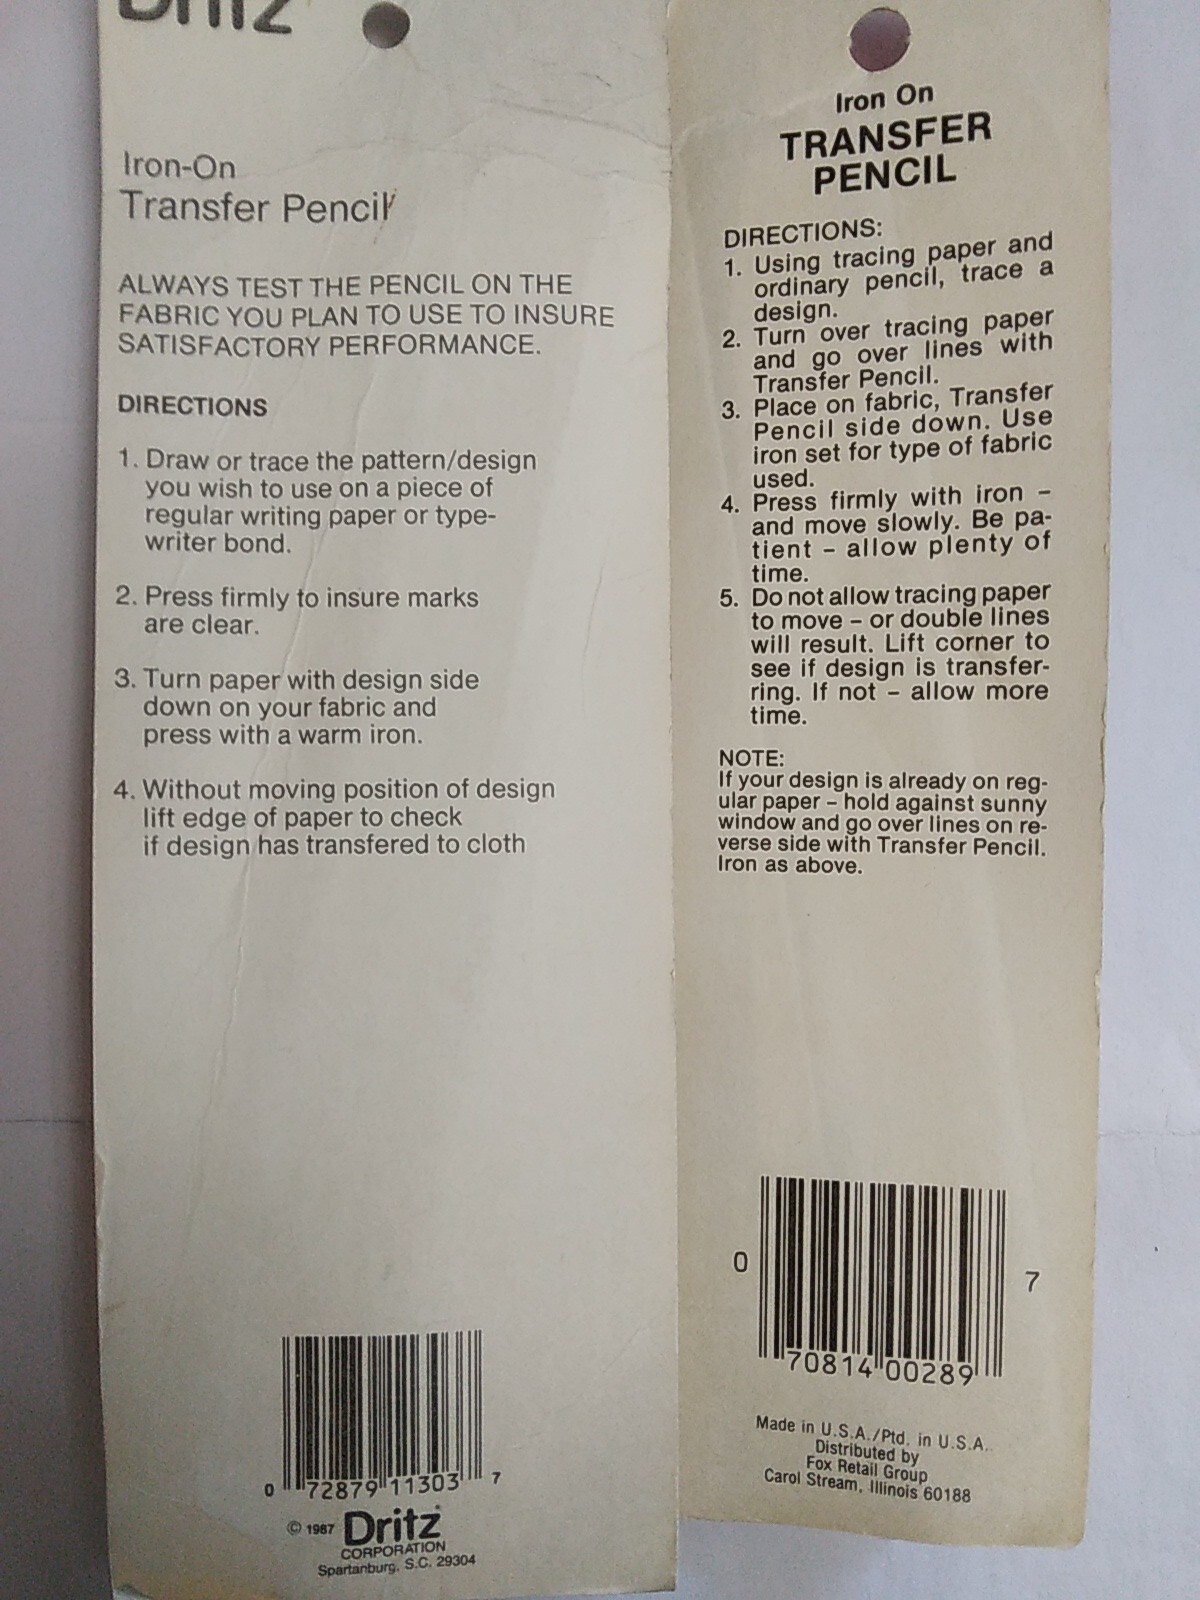 Dritz
Iron-On
Transfer Pencil
ALWAYS TEST THE PENCIL ON THE
FABRIC YOU PLAN TO USE TO INSURE
SATISFACTORY PERFORMANCE.
DIRECTIONS
1. Draw or trace the pattern/design
you wish to use on a piece of
regular writing paper or type-
writer bond.
2. Press firmly to insure marks
are clear.
3. Turn paper with design side
down on your fabric and
press with a warm iron.
4. Without moving position of design
lift edge of paper to check
if design has transfered to cloth
0 72879 11303 7
© 1987 Dritz
CORPORATION
Spartanburg, S.C. 29304
Iron On
TRANSFER
PENCIL
DIRECTIONS:
1. Using tracing paper and
ordinary pencil, trace a
design.
2. Turn over tracing paper
and go over lines with
Transfer Pencil.
3. Place on fabric, Transfer
Pencil side down. Use
iron set for type of fabric
used.
4. Press firmly with iron –
and move slowly. Be pa-
tient – allow plenty of
time.
5. Do not allow tracing paper
to move – or double lines
will result. Lift corner to
see if design is transfer-
ring. If not – allow more
time.
NOTE:
If your design is already on reg-
ular paper – hold against sunny
window and go over lines on re-
verse side with Transfer Pencil.
Iron as above.
0 70814 00289 7
Made in U.S.A./Ptd. in U.S.A.
Distributed by
Fox Retail Group
Carol Stream, Illinois 60188